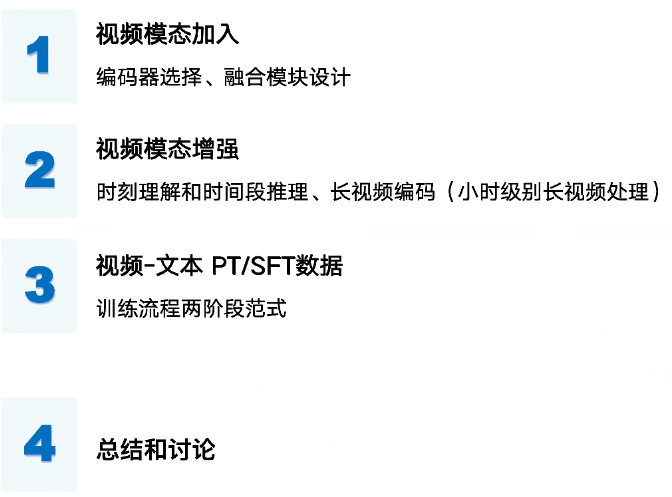 1
视频模态加入
编码器选择、融合模块设计
2
视频模态增强
时刻理解和时间段推理、长视频编码（小时级别长视频处理）
3
视频-文本 PT/SFT数据
训练流程两阶段范式
4
总结和讨论